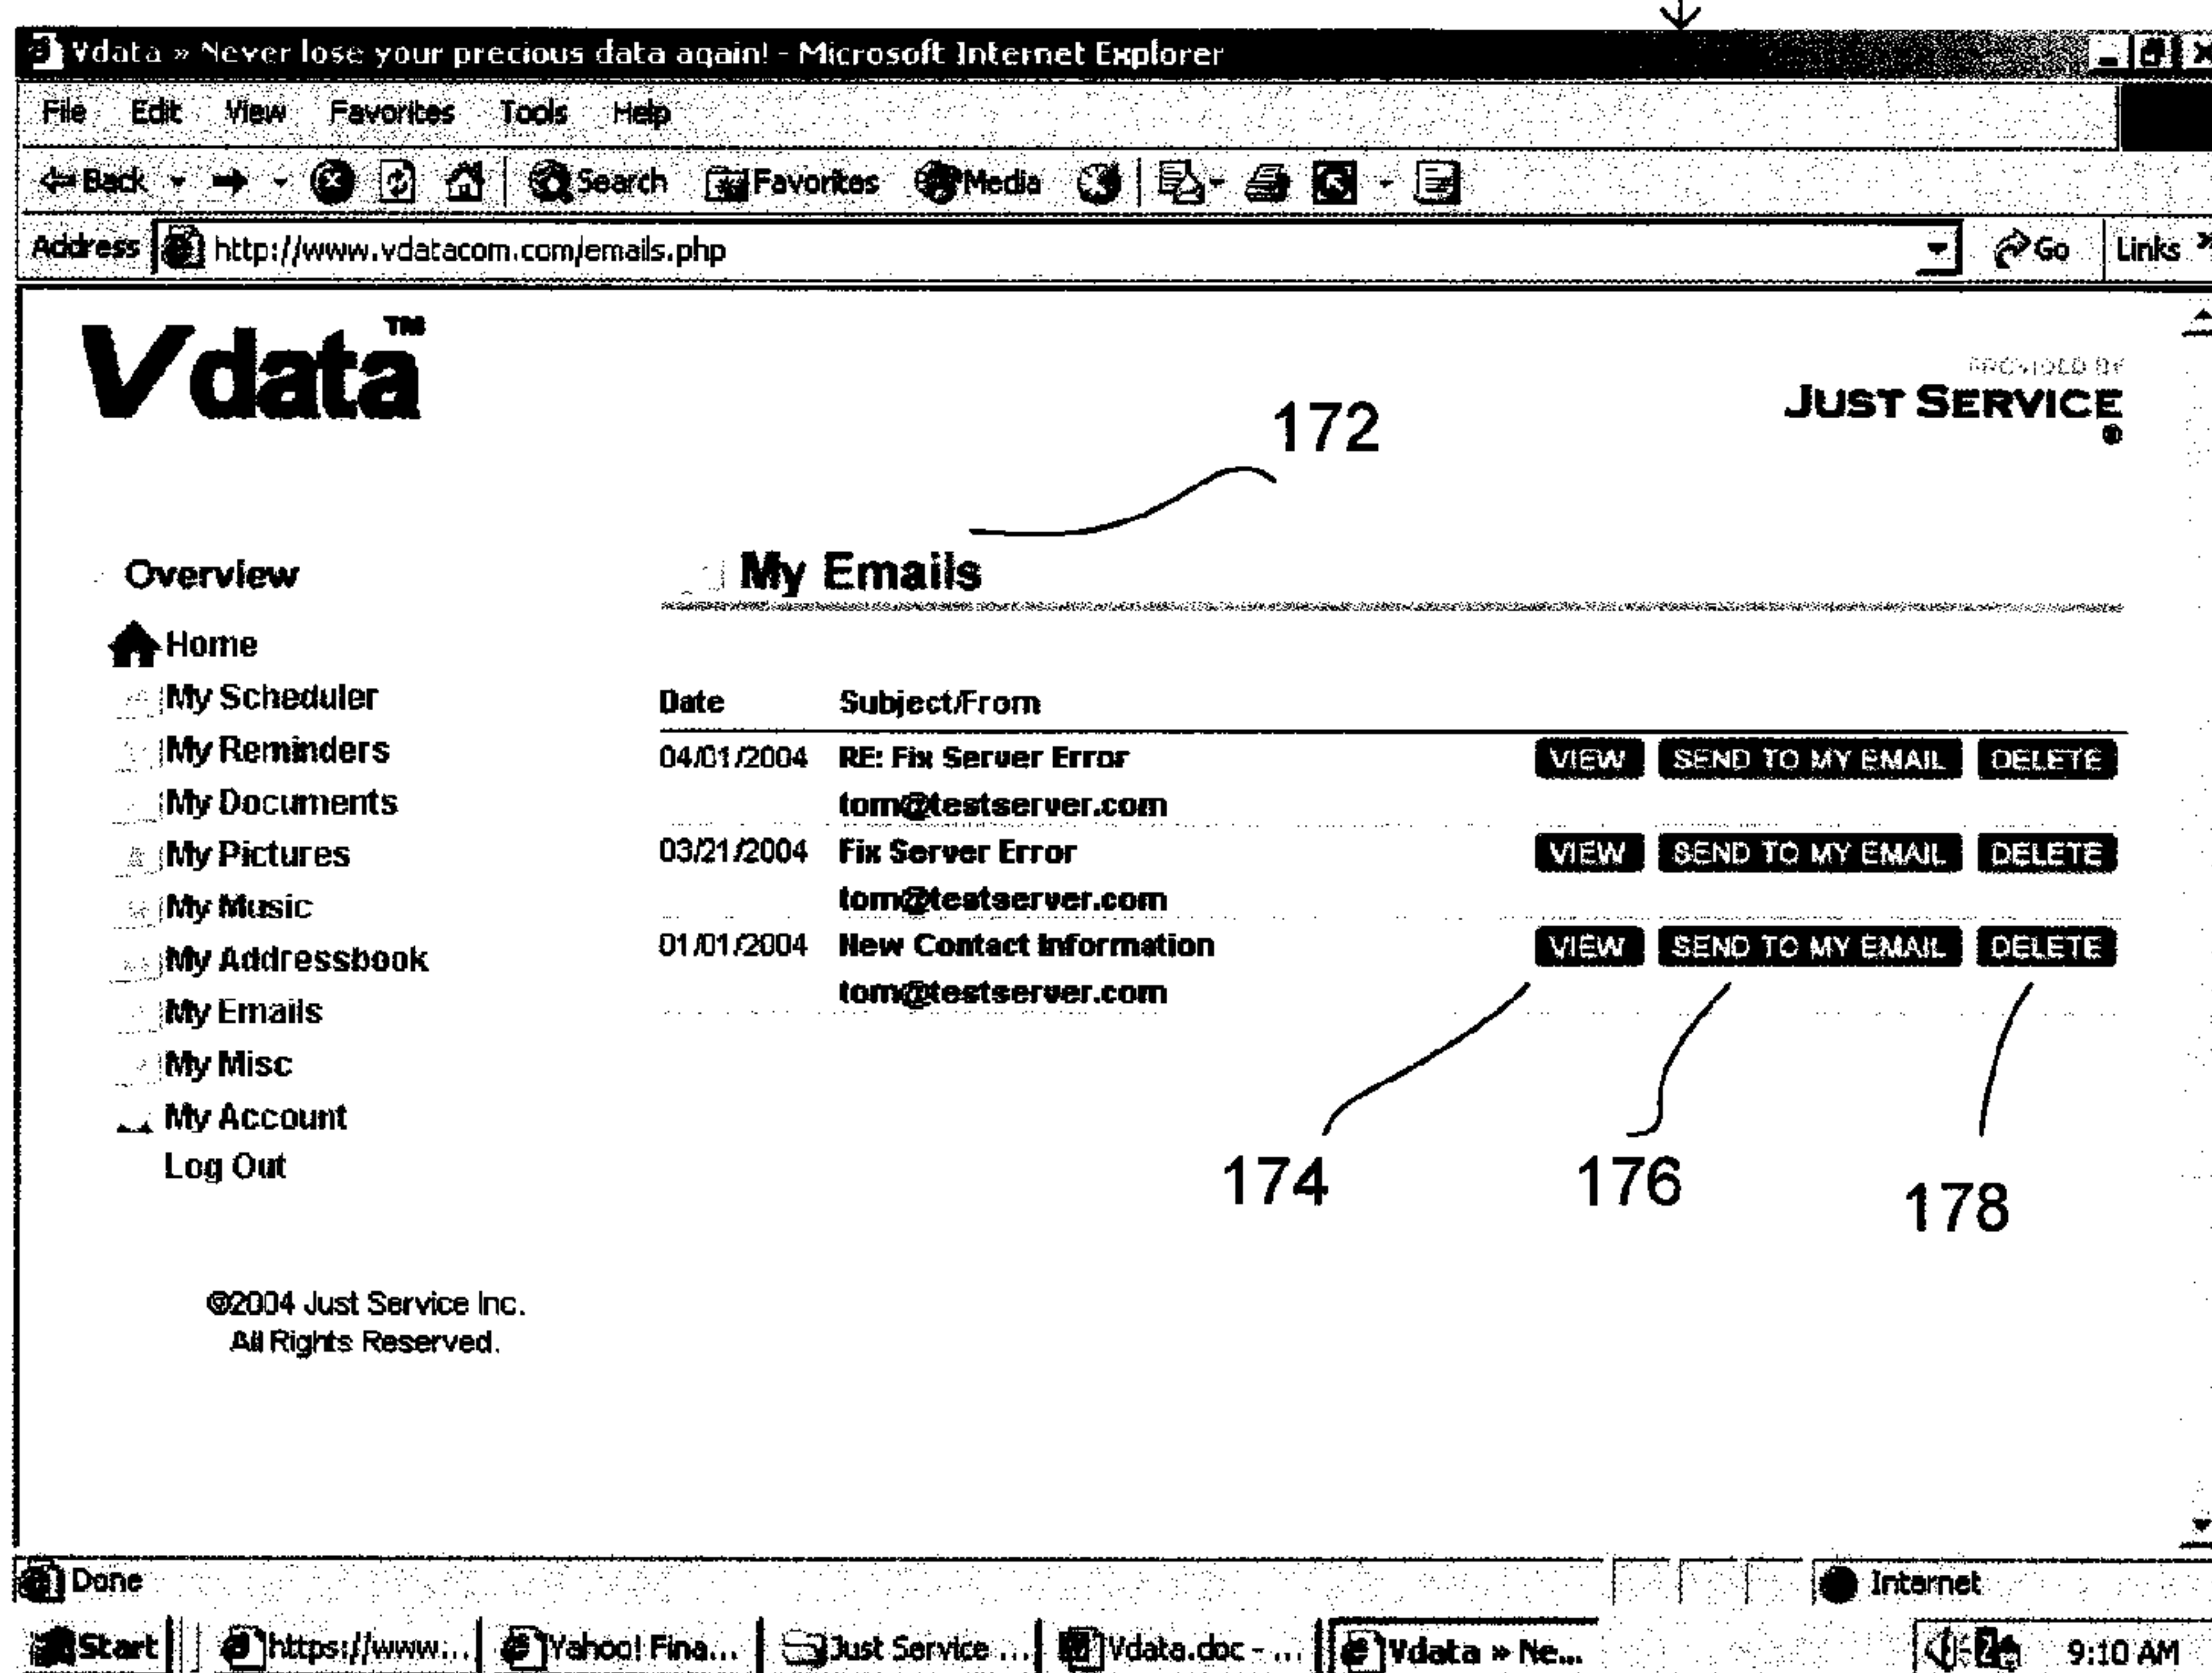 Vdata » Never lose your precious data again! - Microsoft Internet Explorer
File Edit View Favorites Tools Help
Back Search Favorites Media
Address http://www.vdatacom.com/emails.php Go Links »
Vdata™
PROVIDED BY
JUST SERVICE
®
172
Overview
My Emails
Home
My Scheduler
My Reminders
My Documents
My Pictures
My Music
My Addressbook
My Emails
My Misc
My Account
Log Out
Date Subject/From
04/01/2004 RE: Fix Server Error VIEW SEND TO MY EMAIL DELETE
tom@testserver.com
03/21/2004 Fix Server Error VIEW SEND TO MY EMAIL DELETE
tom@testserver.com
01/01/2004 New Contact Information VIEW SEND TO MY EMAIL DELETE
tom@testserver.com
174 176 178
©2004 Just Service Inc.
All Rights Reserved.
Done Internet
Start https://www.... Yahoo! Fina... Just Service ... Vdata.doc - ... Vdata » Ne... 9:10 AM